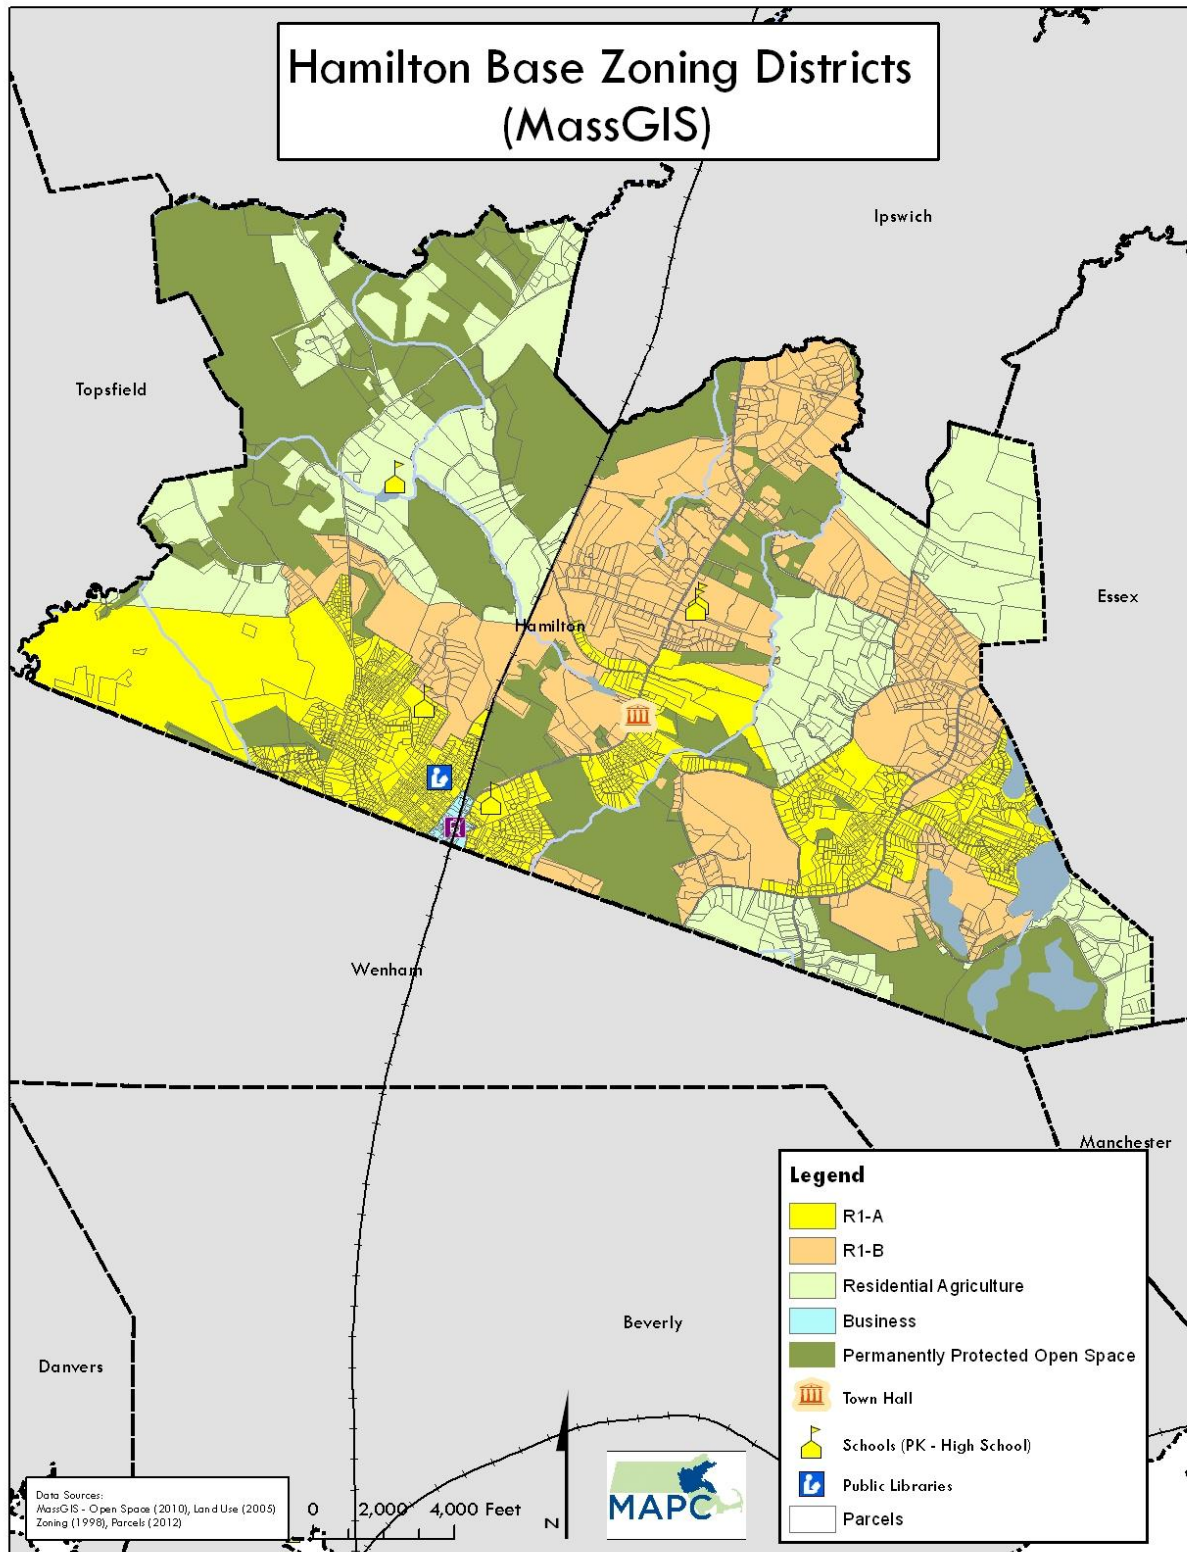 Hamilton Base Zoning Districts
(MassGIS)
Ipswich
Topsfield
Essex
Hamilton
Wenham
Manchester
Beverly
Danvers
Legend
R1-A
R1-B
Residential Agriculture
Business
Permanently Protected Open Space
Town Hall
Schools (PK - High School)
Public Libraries
Parcels
Data Sources:
MassGIS - Open Space (2010), Land Use (2005)
Zoning (1998), Parcels (2012)
0 2,000 4,000 Feet
N
MAPC